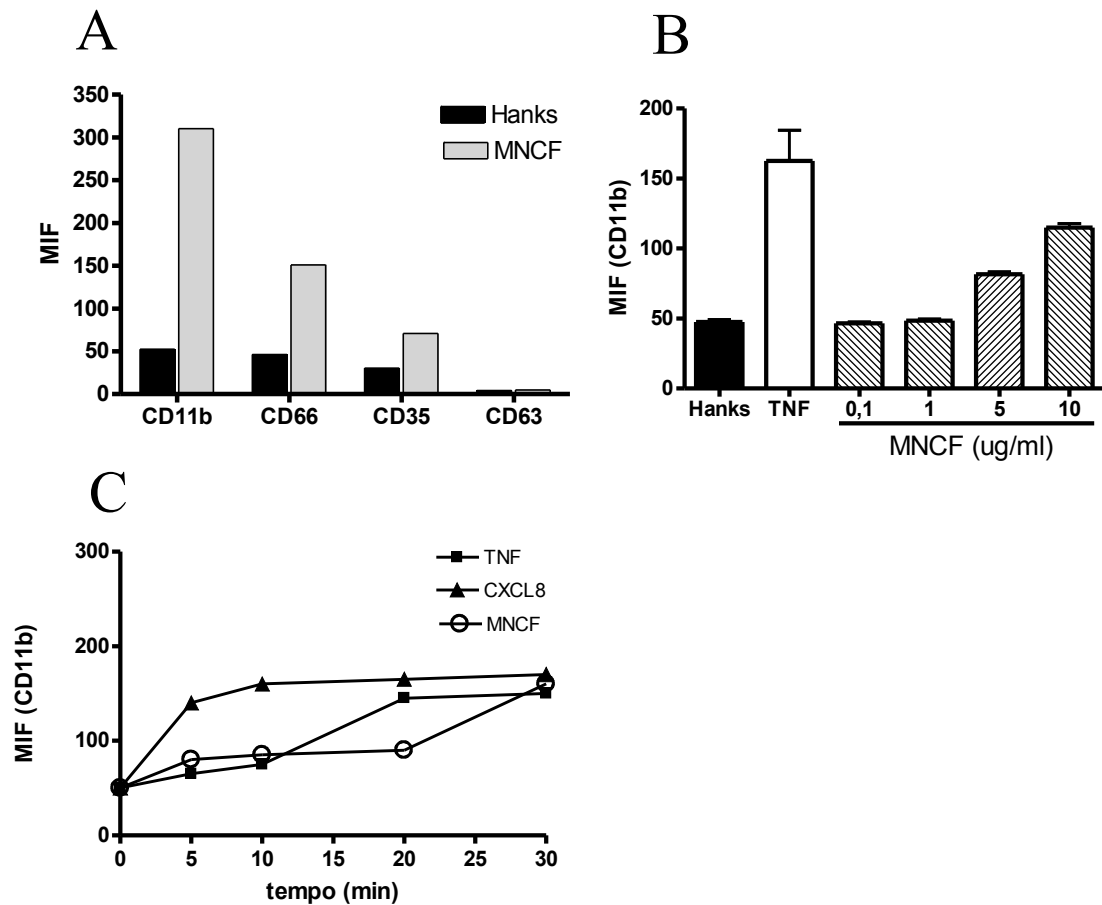 A
MIF
350
300
250
200
150
100
50
0
Hanks
MNCF
CD11b CD66 CD35 CD63
B
MIF (CD11b)
200
150
100
50
0
Hanks TNF 0,1 1 5 10
MNCF (ug/ml)
C
MIF (CD11b)
300
200
100
0
TNF
CXCL8
MNCF
0 5 10 15 20 25 30
tempo (min)